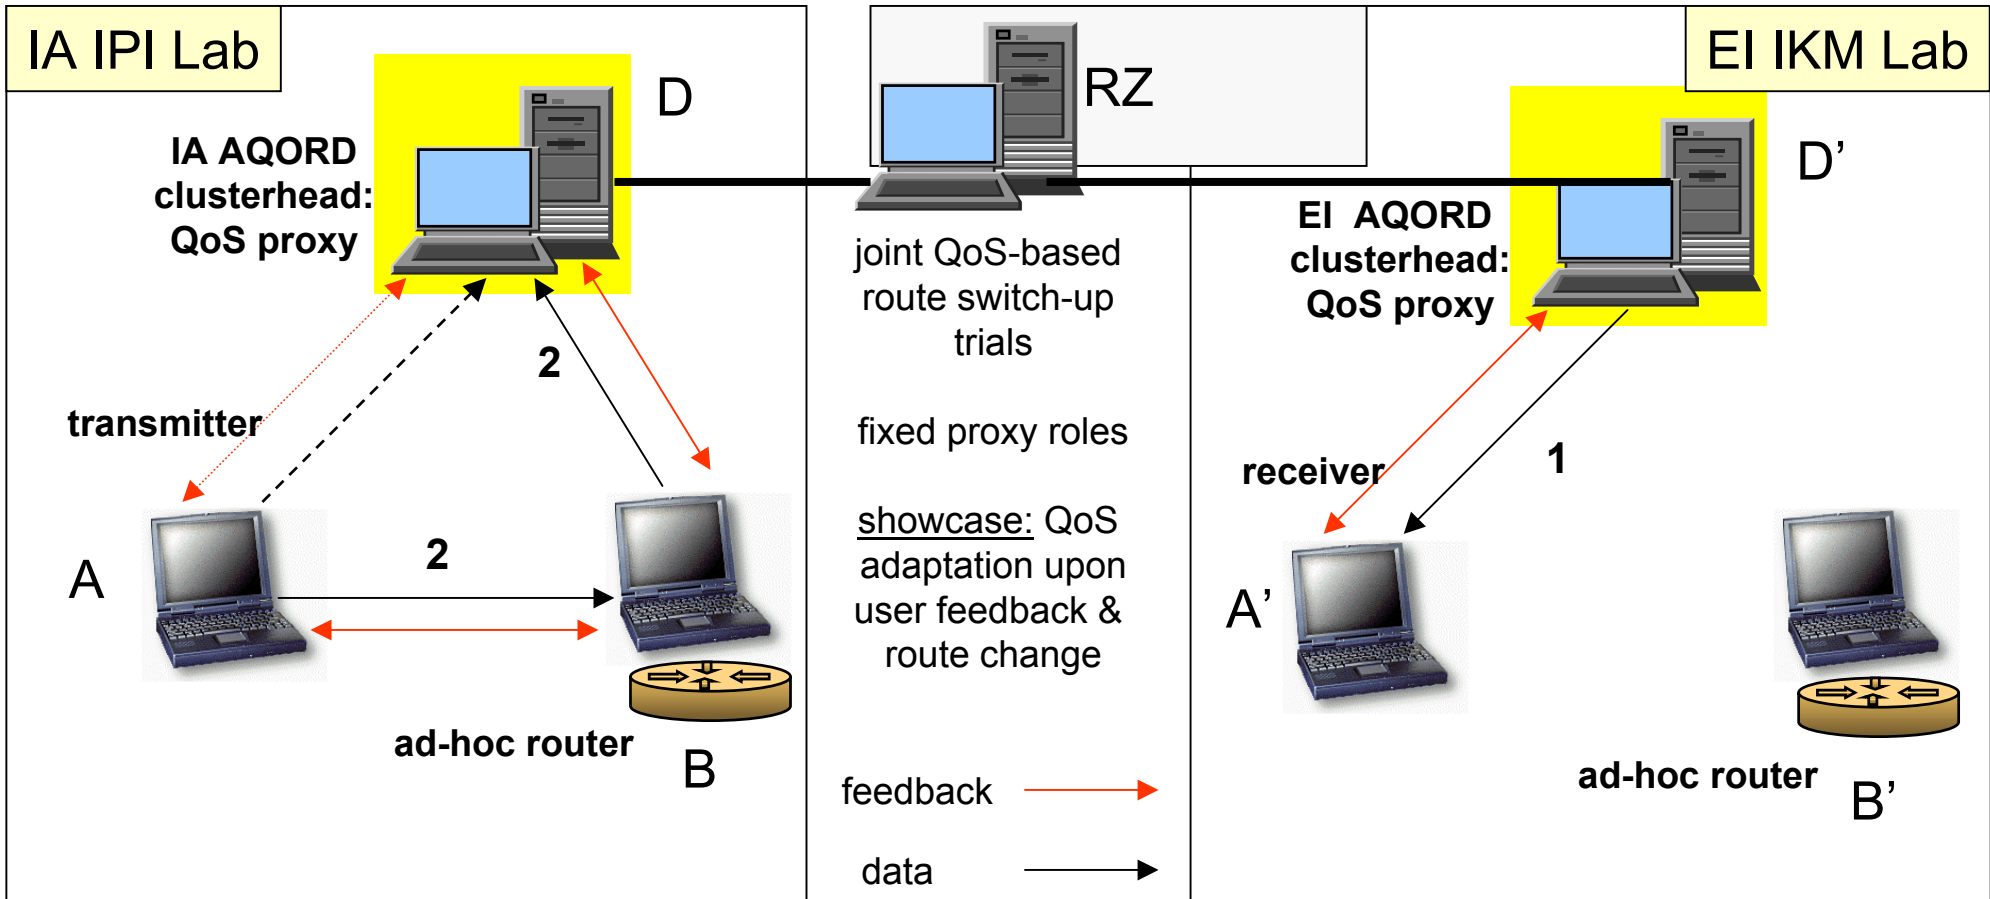 IA IPI Lab
D
IA AQORD
clusterhead:
QoS proxy
2
transmitter
A
2
ad-hoc router
B
RZ
joint QoS-based
route switch-up
trials
fixed proxy roles
showcase: QoS
adaptation upon
user feedback &
route change
feedback
data
EI IKM Lab
D’
EI AQORD
clusterhead:
QoS proxy
1
receiver
A’
ad-hoc router
B’